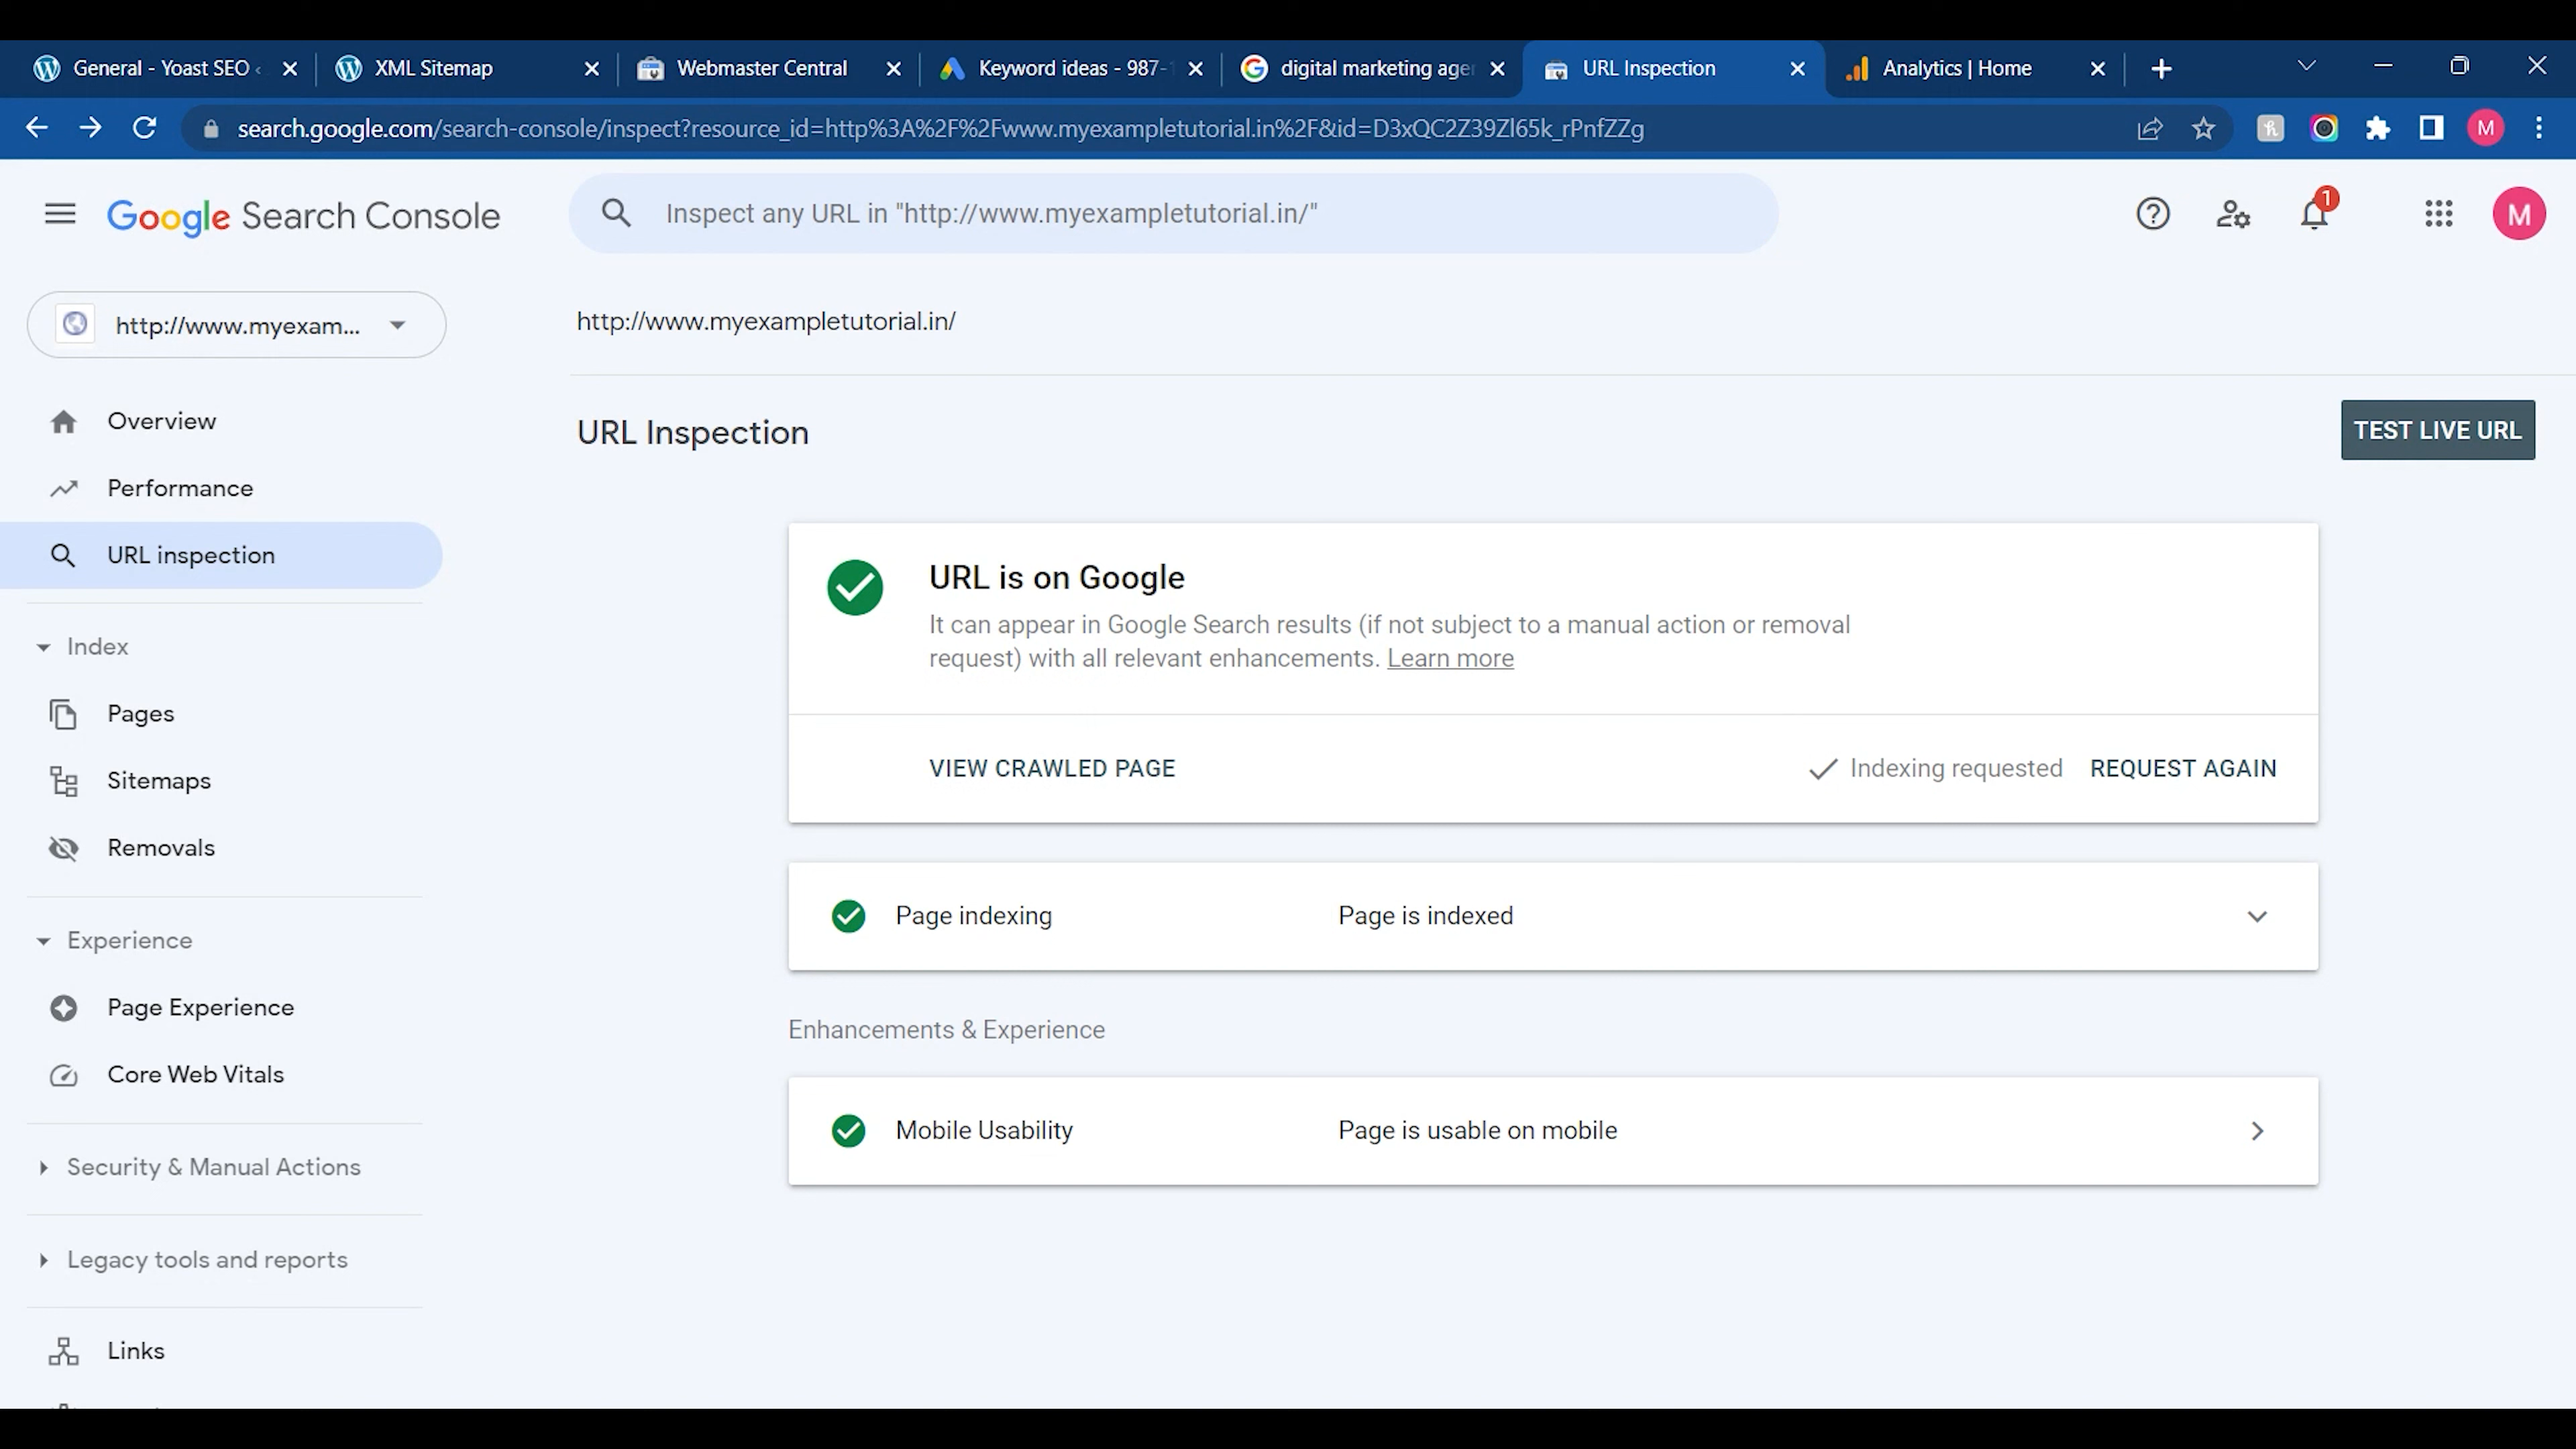 General - Yoast SEO ‹
XML Sitemap
Webmaster Central
Keyword ideas - 987-
digital marketing age
URL Inspection
Analytics | Home
search.google.com/search-console/inspect?resource_id=http%3A%2F%2Fwww.myexampletutorial.in%2F&id=D3xQC2Z39Zl65k_rPnfZZg
M
Google Search Console
Inspect any URL in "http://www.myexampletutorial.in/"
1
M
http://www.myexam...
http://www.myexampletutorial.in/
Overview
Performance
URL inspection
Index
Pages
Sitemaps
Removals
Experience
Page Experience
Core Web Vitals
Security & Manual Actions
Legacy tools and reports
Links
URL Inspection
TEST LIVE URL
URL is on Google
It can appear in Google Search results (if not subject to a manual action or removal
request) with all relevant enhancements. Learn more
VIEW CRAWLED PAGE
Indexing requested
REQUEST AGAIN
Page indexing
Page is indexed
Enhancements & Experience
Mobile Usability
Page is usable on mobile